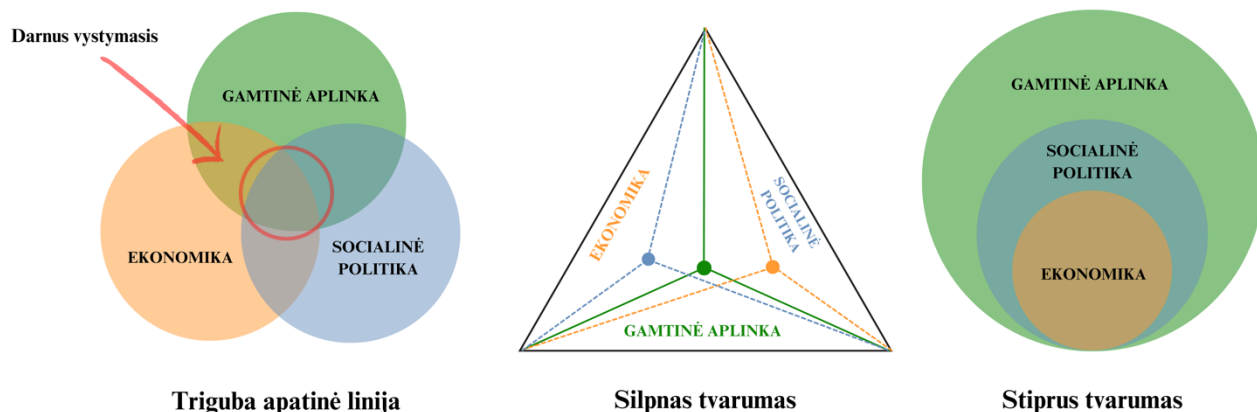 Darnus vystymasis
GAMTINĖ APLINKA
EKONOMIKA
SOCIALINĖ
POLITIKA
Triguba apatinė linija
EKONOMIKA
SOCIALINĖ
POLITIKA
GAMTINĖ APLINKA
Silpnas tvarumas
GAMTINĖ APLINKA
SOCIALINĖ
POLITIKA
EKONOMIKA
Stiprus tvarumas